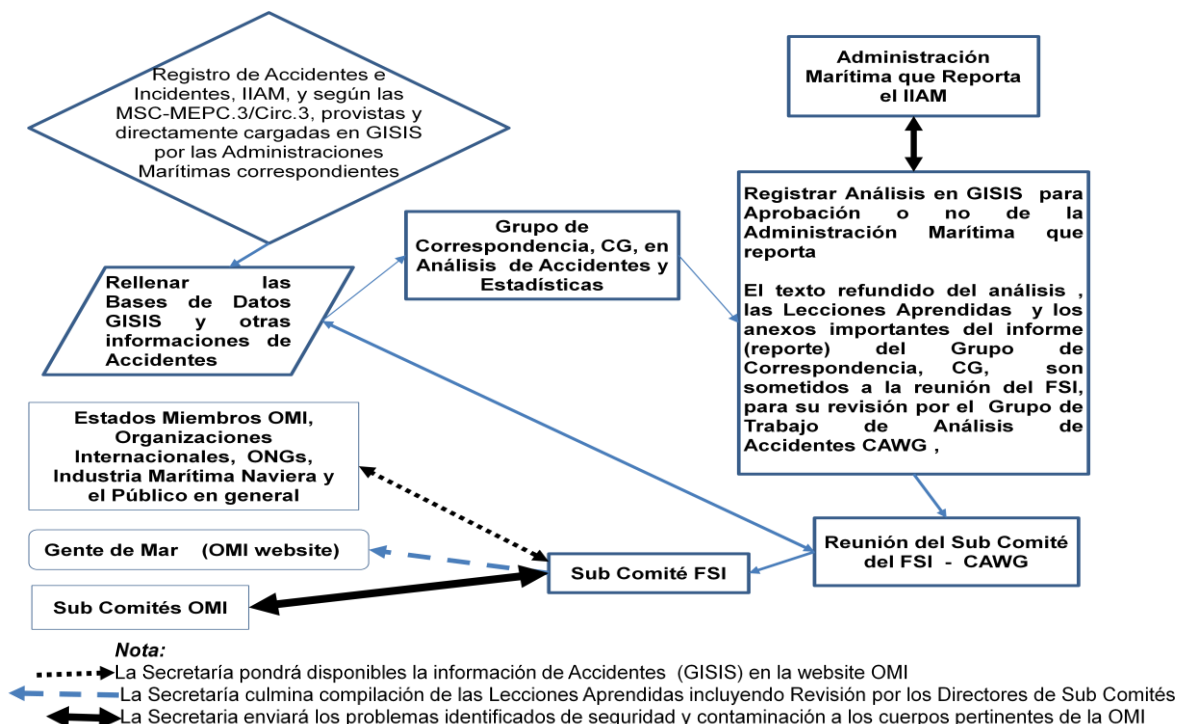 Registro de Accidentes e
Incidentes, IIAM, y según las
MSC-MEPC.3/Circ.3, provistas y
directamente cargadas en GISIS
por las Administraciones
Marítimas correspondientes
Administración
Marítima que Reporta
el IIAM
Rellenar las
Bases de Datos
GISIS y otras
informaciones de
Accidentes
Grupo de
Correspondencia, CG, en
Análisis de Accidentes y
Estadísticas
Registrar Análisis en GISIS para
Aprobación o no de la
Administración Marítima que
reporta
El texto refundido del análisis ,
las Lecciones Aprendidas y los
anexos importantes del informe
(reporte) del Grupo de
Correspondencia, CG, son
sometidos a la reunión del FSI,
para su revisión por el Grupo de
Trabajo de Análisis de
Accidentes CAWG ,
Estados Miembros OMI,
Organizaciones
Internacionales, ONGs,
Industria Marítima Naviera y
el Público en general
Gente de Mar (OMI website)
Sub Comités OMI
Sub Comité FSI
Reunión del Sub Comité
del FSI - CAWG
Nota:
La Secretaría pondrá disponibles la información de Accidentes (GISIS) en la website OMI
La Secretaría culmina compilación de las Lecciones Aprendidas incluyendo Revisión por los Directores de Sub Comités
La Secretaria enviará los problemas identificados de seguridad y contaminación a los cuerpos pertinentes de la OMI